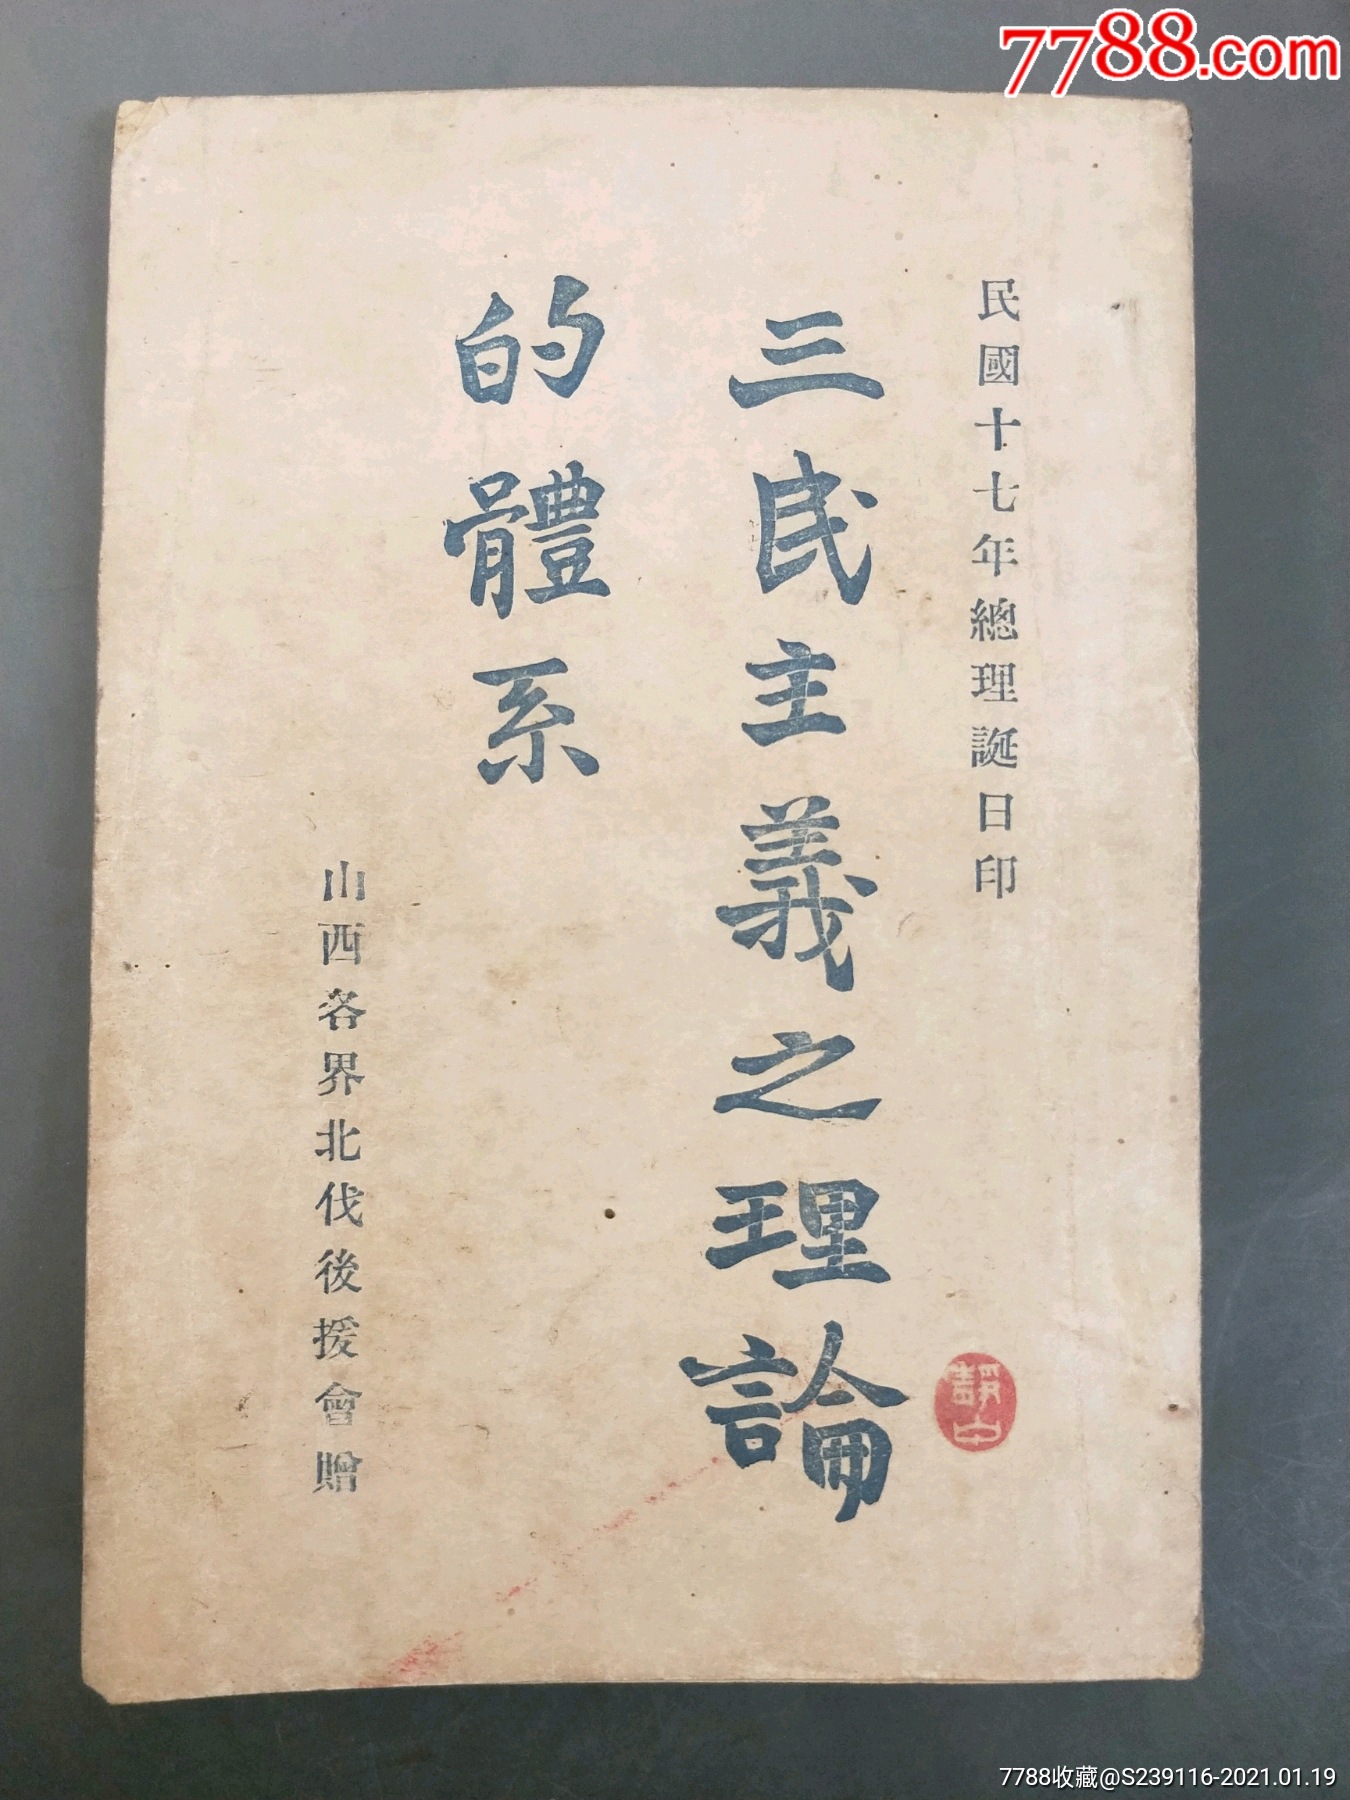 7788.com
民國十七年總理誕日印
三民主義之理論
的體系
山西各界北伐後援會贈
7788收藏@S239116-2021.01.19